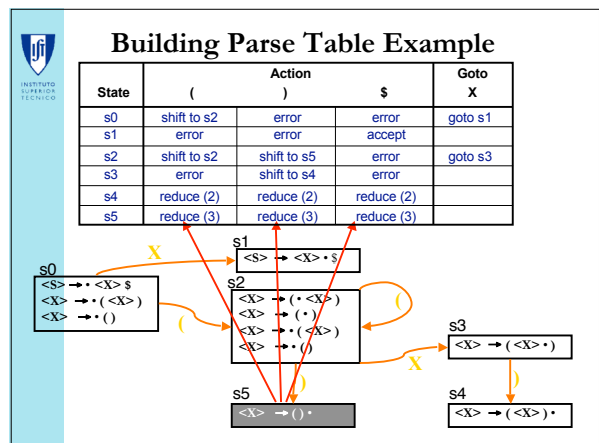 Building Parse Table Example
INSTITUTO
SUPERIOR
TÉCNICO
Action Goto
State ( ) $ X
s0 shift to s2 error error goto s1
s1 error error accept
s2 shift to s2 shift to s5 error goto s3
s3 error shift to s4 error
s4 reduce (2) reduce (2) reduce (2)
s5 reduce (3) reduce (3) reduce (3)
s1
X
<S> → <X> • $
s0
<S> → • <X> $
<X> → • ( <X> )
<X> → • ( )
(
s2
<X> → ( • <X> )
<X> → ( • )
<X> → • ( <X> )
<X> → • ( )
(
X
s3
<X> → ( <X> • )
)
)
s5
<X> → ( ) •
s4
<X> → ( <X> ) •